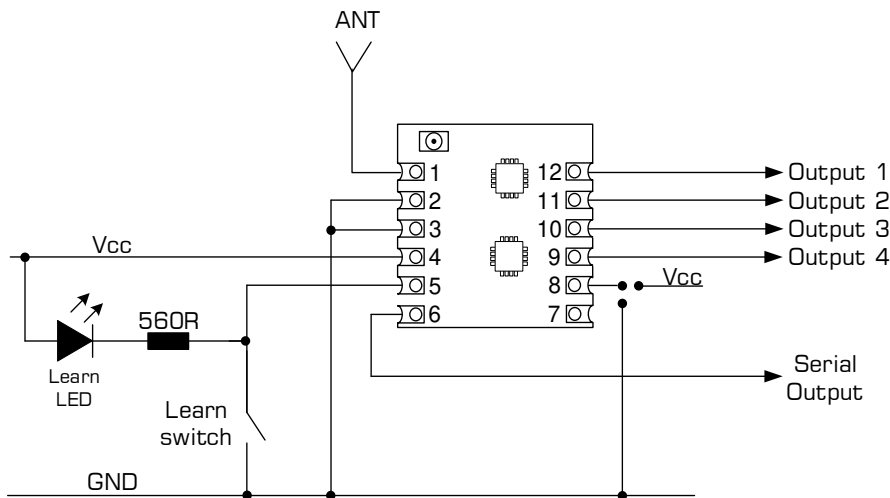 ANT
1
2
3
4
5
6
12
11
10
9
8
7
Output 1
Output 2
Output 3
Output 4
Vcc
Vcc
560R
Learn
LED
Learn
switch
Serial
Output
GND